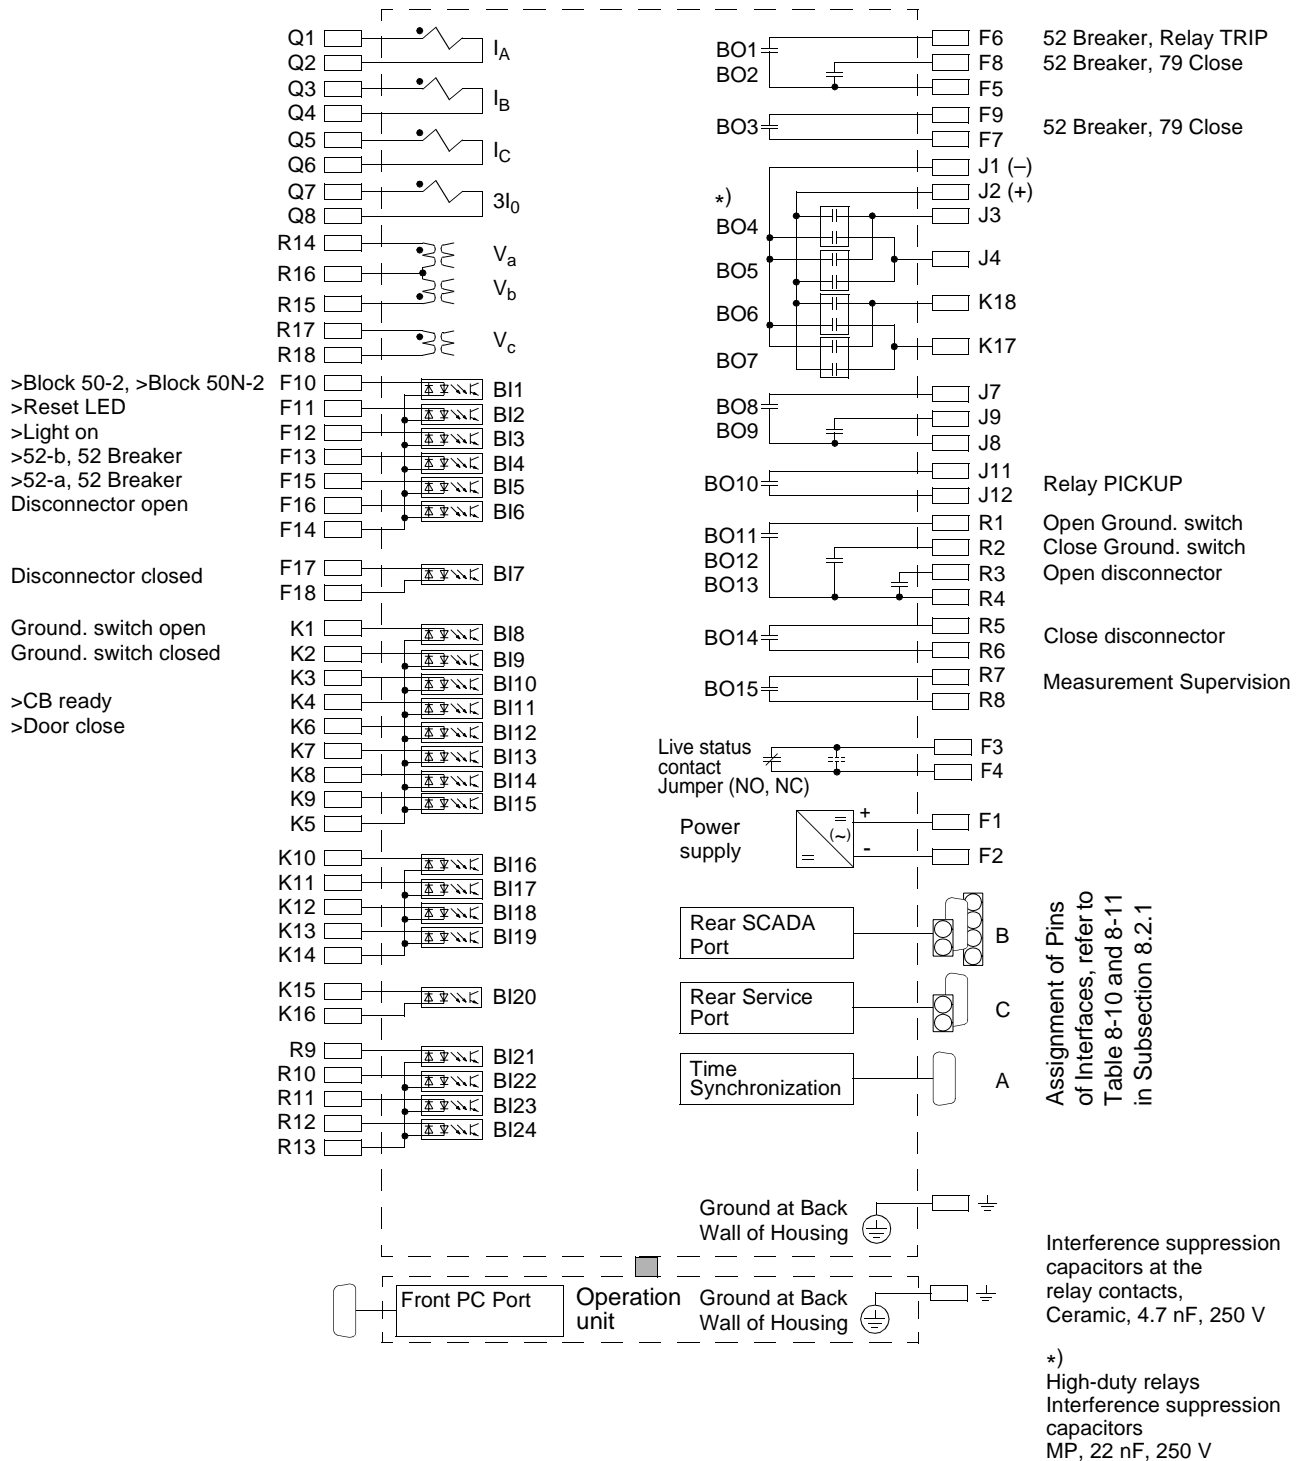 Q1
Q2
I_A
Q3
Q4
I_B
Q5
Q6
I_C
Q7
Q8
3I_0
R14
R16
R15
V_a
V_b
R17
R18
V_c
>Block 50-2, >Block 50N-2 F10 BI1
>Reset LED F11 BI2
>Light on F12 BI3
>52-b, 52 Breaker F13 BI4
>52-a, 52 Breaker F15 BI5
Disconnector open F16 BI6
F14
Disconnector closed F17 BI7
F18
Ground. switch open K1 BI8
Ground. switch closed K2 BI9
K3 BI10
>CB ready K4 BI11
>Door close K6 BI12
K7 BI13
K8 BI14
K9 BI15
K5
K10 BI16
K11 BI17
K12 BI18
K13 BI19
K14
K15 BI20
K16
R9 BI21
R10 BI22
R11 BI23
R12 BI24
R13
BO1 F6 52 Breaker, Relay TRIP
BO2 F8 52 Breaker, 79 Close
F5
BO3 F9 52 Breaker, 79 Close
F7
J1 (–)
J2 (+)
*)
BO4 J3
BO5 J4
BO6 K18
BO7 K17
BO8 J7
BO9 J9
J8
BO10 J11
J12 Relay PICKUP
BO11 R1 Open Ground. switch
BO12 R2 Close Ground. switch
BO13 R3 Open disconnector
R4
BO14 R5 Close disconnector
R6
BO15 R7 Measurement Supervision
R8
Live status
contact
Jumper (NO, NC)
F3
F4
Power
supply
= (~) =
+ F1
- F2
Rear SCADA
Port
B
Rear Service
Port
C
Time
Synchronization
A
Assignment of Pins
of Interfaces, refer to
Table 8-10 and 8-11
in Subsection 8.2.1
Ground at Back
Wall of Housing
Front PC Port
Operation
unit
Ground at Back
Wall of Housing
Interference suppression
capacitors at the
relay contacts,
Ceramic, 4.7 nF, 250 V
*)
High-duty relays
Interference suppression
capacitors
MP, 22 nF, 250 V